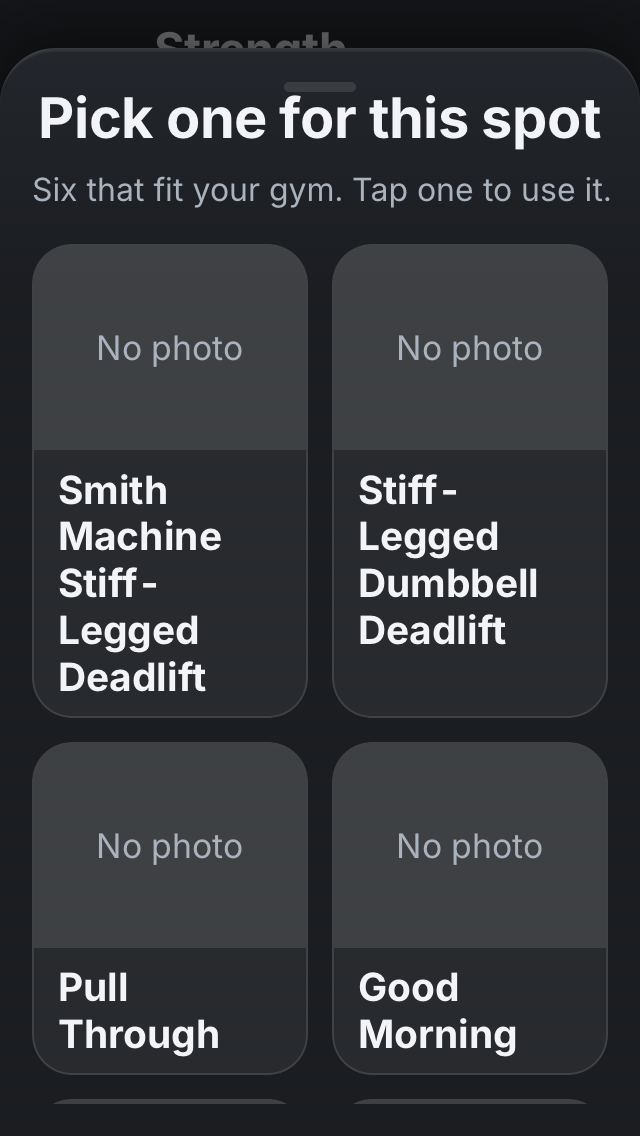 Strength
Pick one for this spot
Six that fit your gym. Tap one to use it.
No photo
Smith
Machine
Stiff-
Legged
Deadlift
No photo
Stiff-
Legged
Dumbbell
Deadlift
No photo
Pull
Through
No photo
Good
Morning